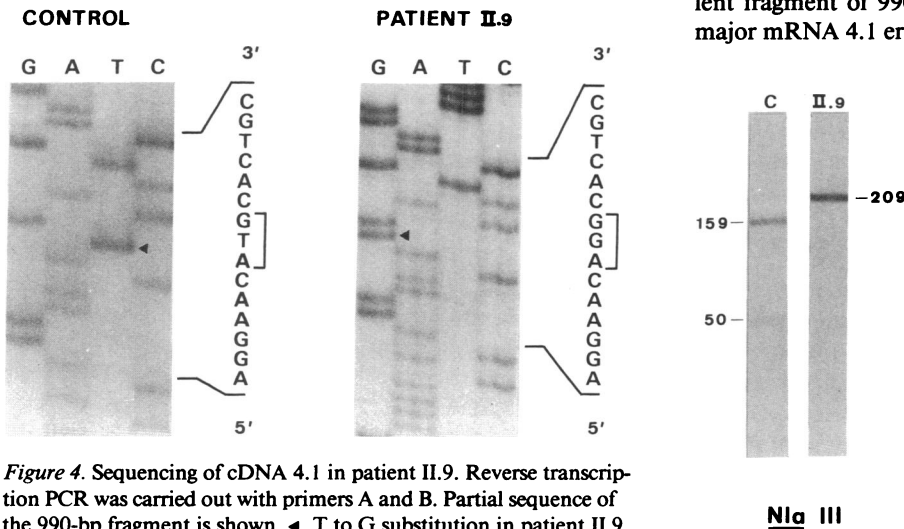 CONTROL
PATIENT II.9
lent fragment of 99
major mRNA 4.1 er
3'
G A T C
C
G
T
C
A
C
G
T
A
C
A
A
G
G
A
5'
3'
G A T C
C
G
T
C
A
C
G
G
A
C
A
A
G
G
A
5'
C II.9
-209
159-
50-
NIa III
Figure 4. Sequencing of cDNA 4.1 in patient II.9. Reverse transcrip-
tion PCR was carried out with primers A and B. Partial sequence of
the 990-bp fragment is shown. ◄, T to G substitution in patient II.9